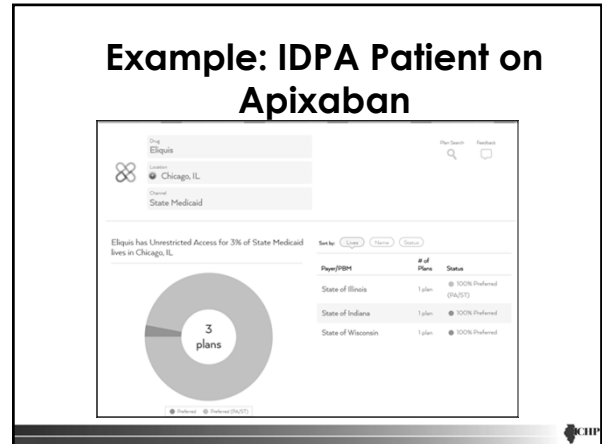 Example: IDPA Patient on
Apixaban
Drug
Eliquis
Location
Chicago, IL
Channel
State Medicaid
Plan Search
Feedback
Eliquis has Unrestricted Access for 3% of State Medicaid
lives in Chicago, IL
3
plans
Preferred
Preferred (PA/ST)
Sort by:
Lives
Name
Status
Payer/PBM
# of
Plans
Status
State of Illinois
1 plan
100% Preferred
(PA/ST)
State of Indiana
1 plan
100% Preferred
State of Wisconsin
1 plan
100% Preferred
ICHP